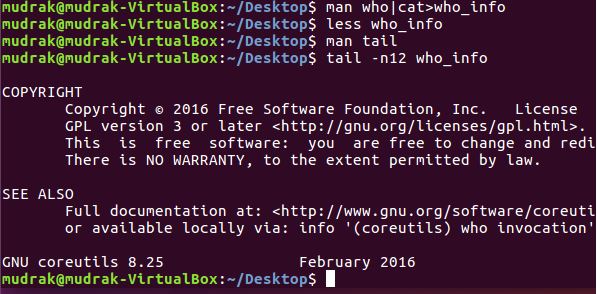 mudrak@mudrak-VirtualBox:~/Desktop$ man who|cat>who_info
mudrak@mudrak-VirtualBox:~/Desktop$ less who_info
mudrak@mudrak-VirtualBox:~/Desktop$ man tail
mudrak@mudrak-VirtualBox:~/Desktop$ tail -n12 who_info
COPYRIGHT
Copyright © 2016 Free Software Foundation, Inc.   License
GPL version 3 or later <http://gnu.org/licenses/gpl.html>.
This  is  free  software:  you  are free to change and redi
There is NO WARRANTY, to the extent permitted by law.
SEE ALSO
Full documentation at: <http://www.gnu.org/software/coreuti
or available locally via: info '(coreutils) who invocation'
GNU coreutils 8.25                 February 2016
mudrak@mudrak-VirtualBox:~/Desktop$